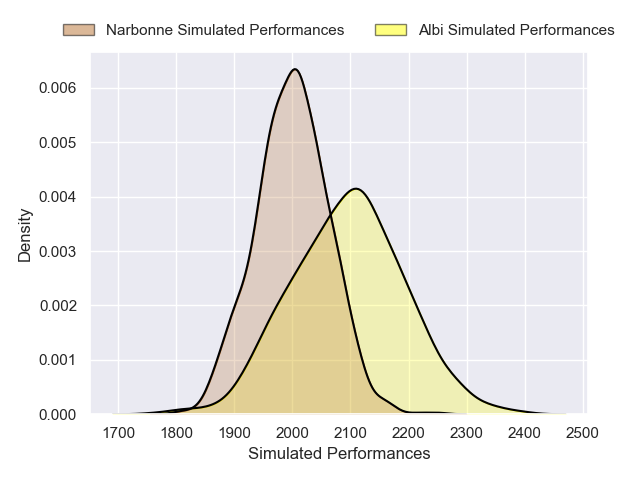 Narbonne Simulated Performances Albi Simulated Performances
0.006
0.005
0.004
0.003
0.002
0.001
0.000
Density
1700 1800 1900 2000 2100 2200 2300 2400 2500
Simulated Performances